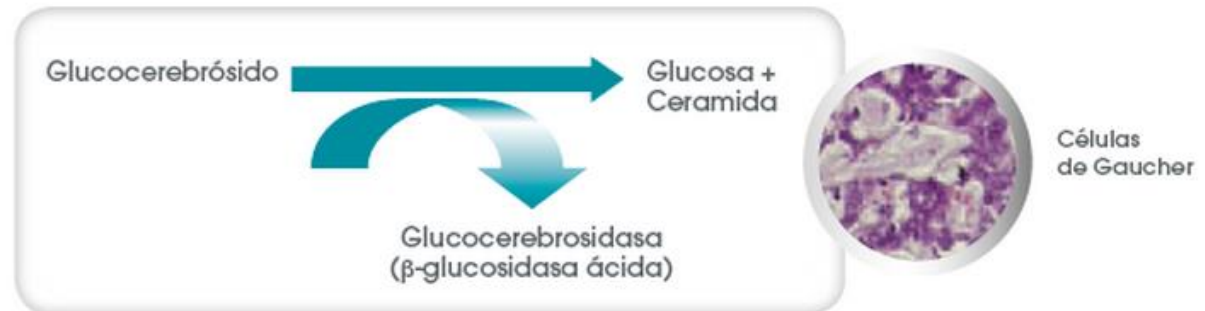 Glucocerebrósido
Glucosa +
Ceramida
Glucocerebrosidasa
(β-glucosidasa ácida)
Células
de Gaucher